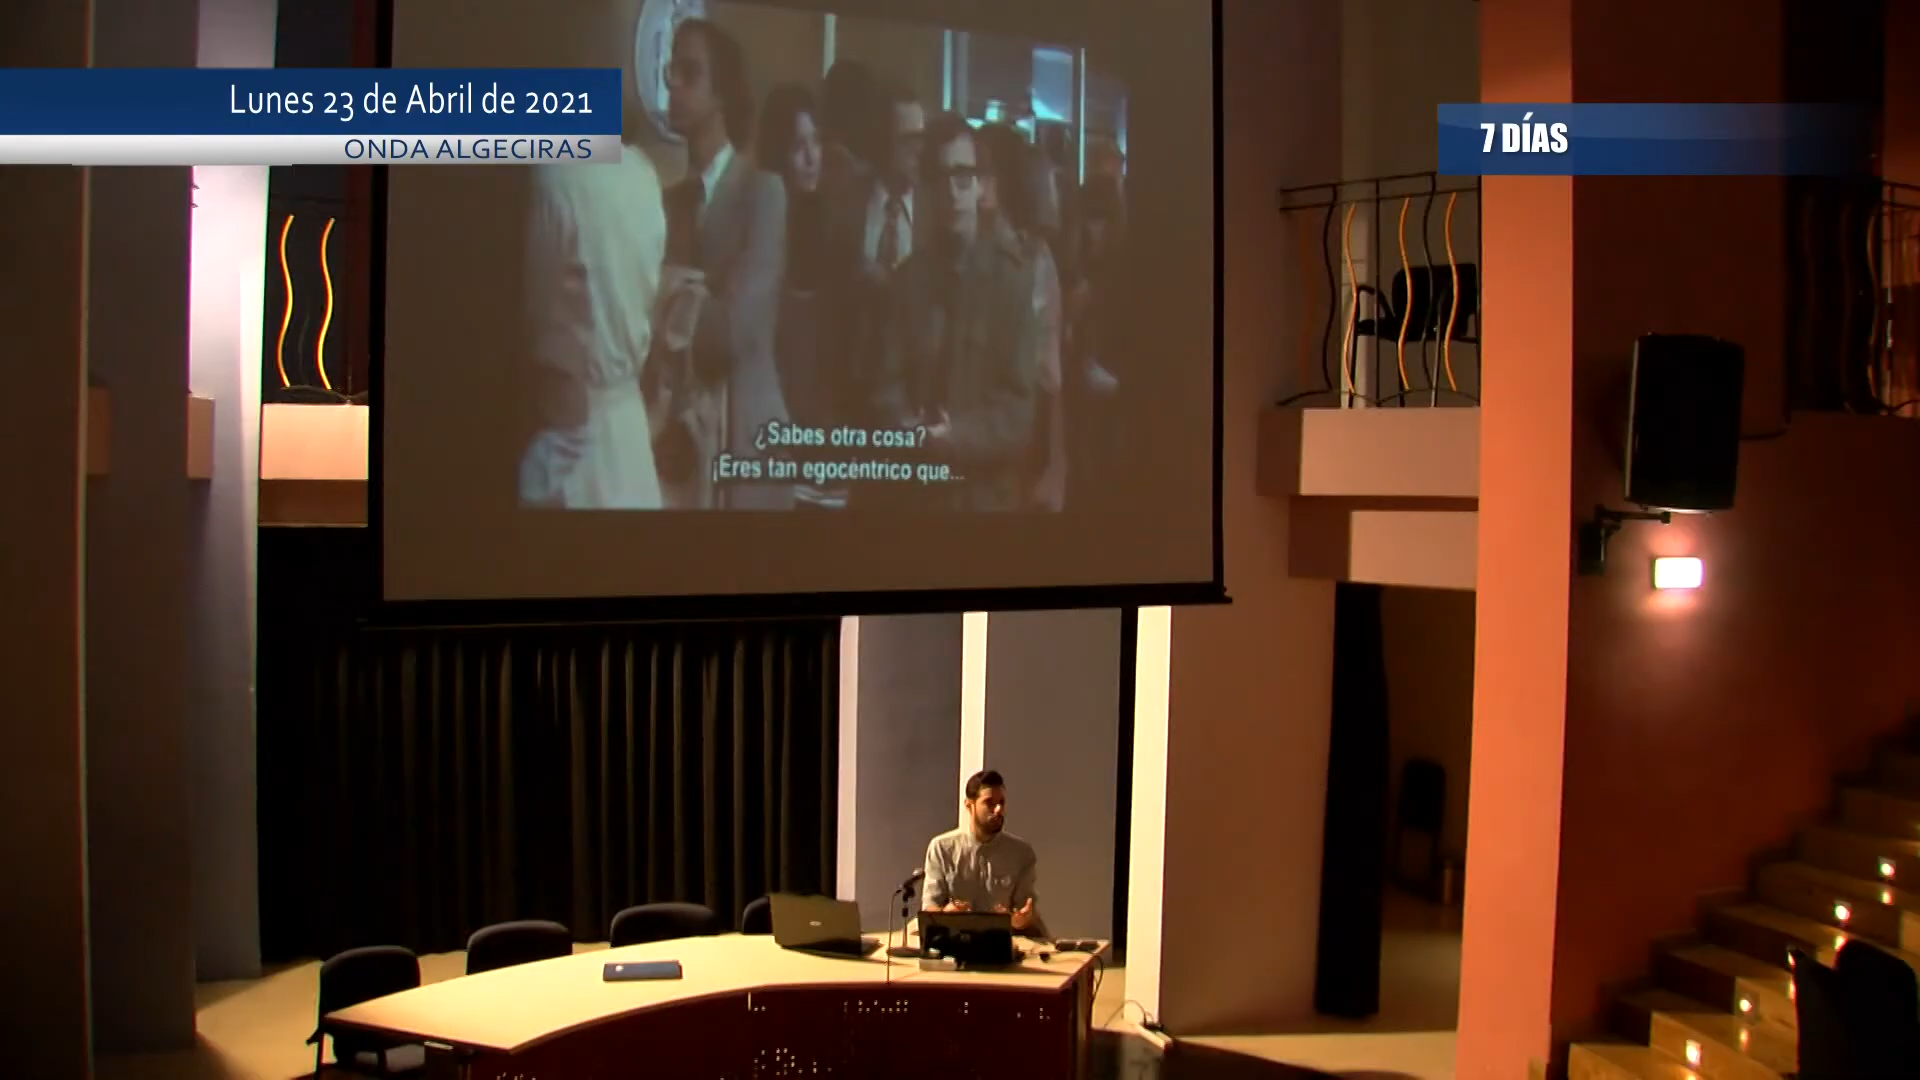 Lunes 23 de Abril de 2021
ONDA ALGECIRAS
7 DÍAS
¿Sabes otra cosa?
¡Eres tan egocéntrico que...